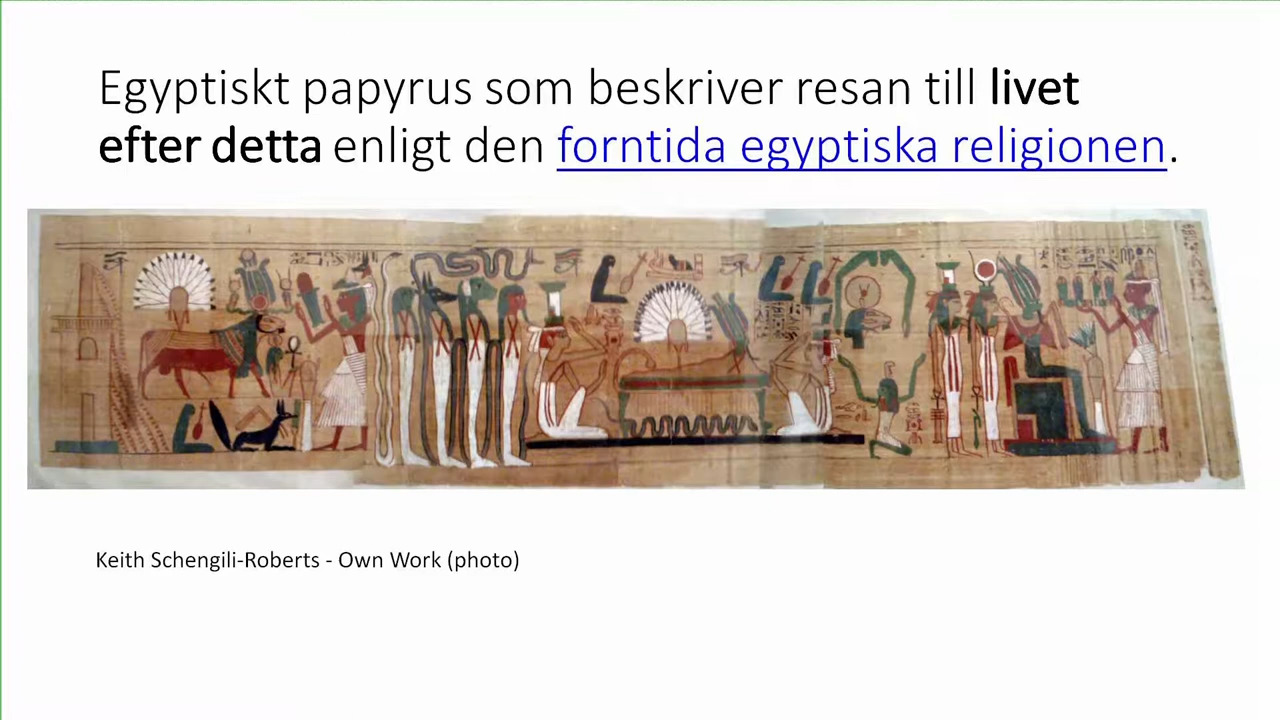 Egyptiskt papyrus som beskriver resan till livet
efter detta enligt den forntida egyptiska religionen.
Keith Schengili-Roberts - Own Work (photo)